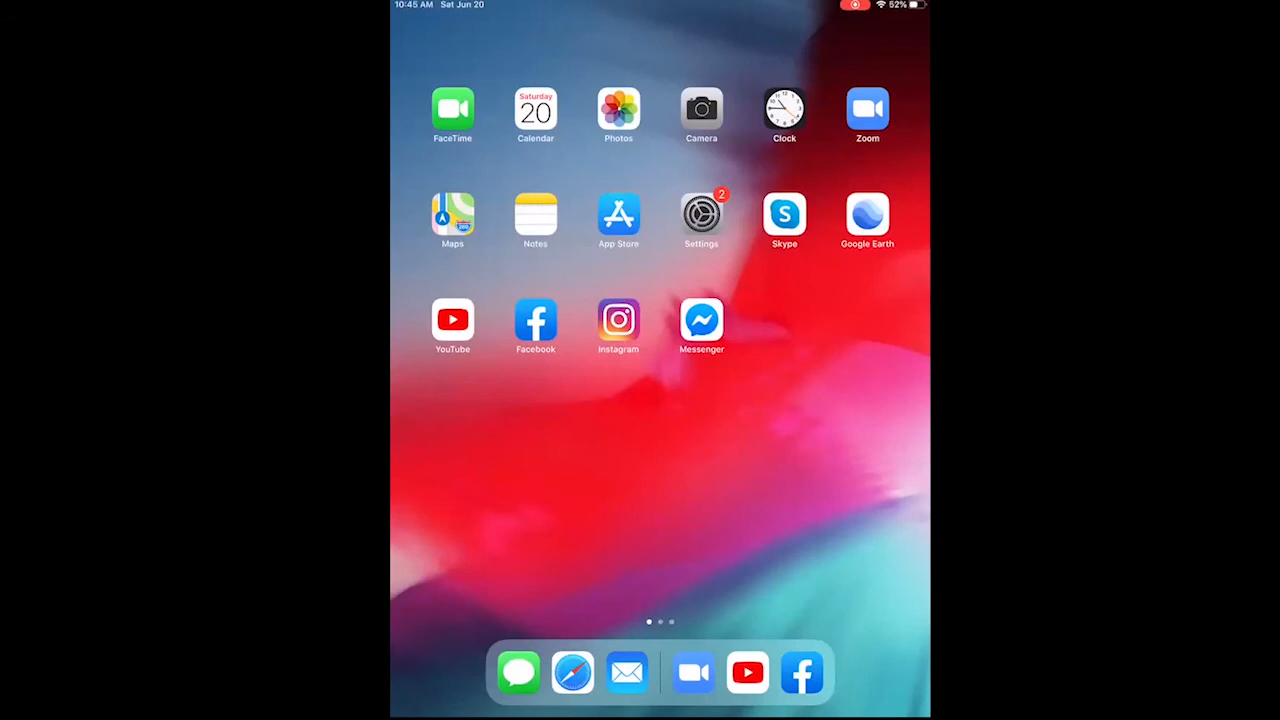 10:45 AM Sat Jun 20 52%
Saturday
20
FaceTime Calendar Photos Camera Clock Zoom
2
Maps Notes App Store Settings Skype Google Earth
YouTube Facebook Instagram Messenger